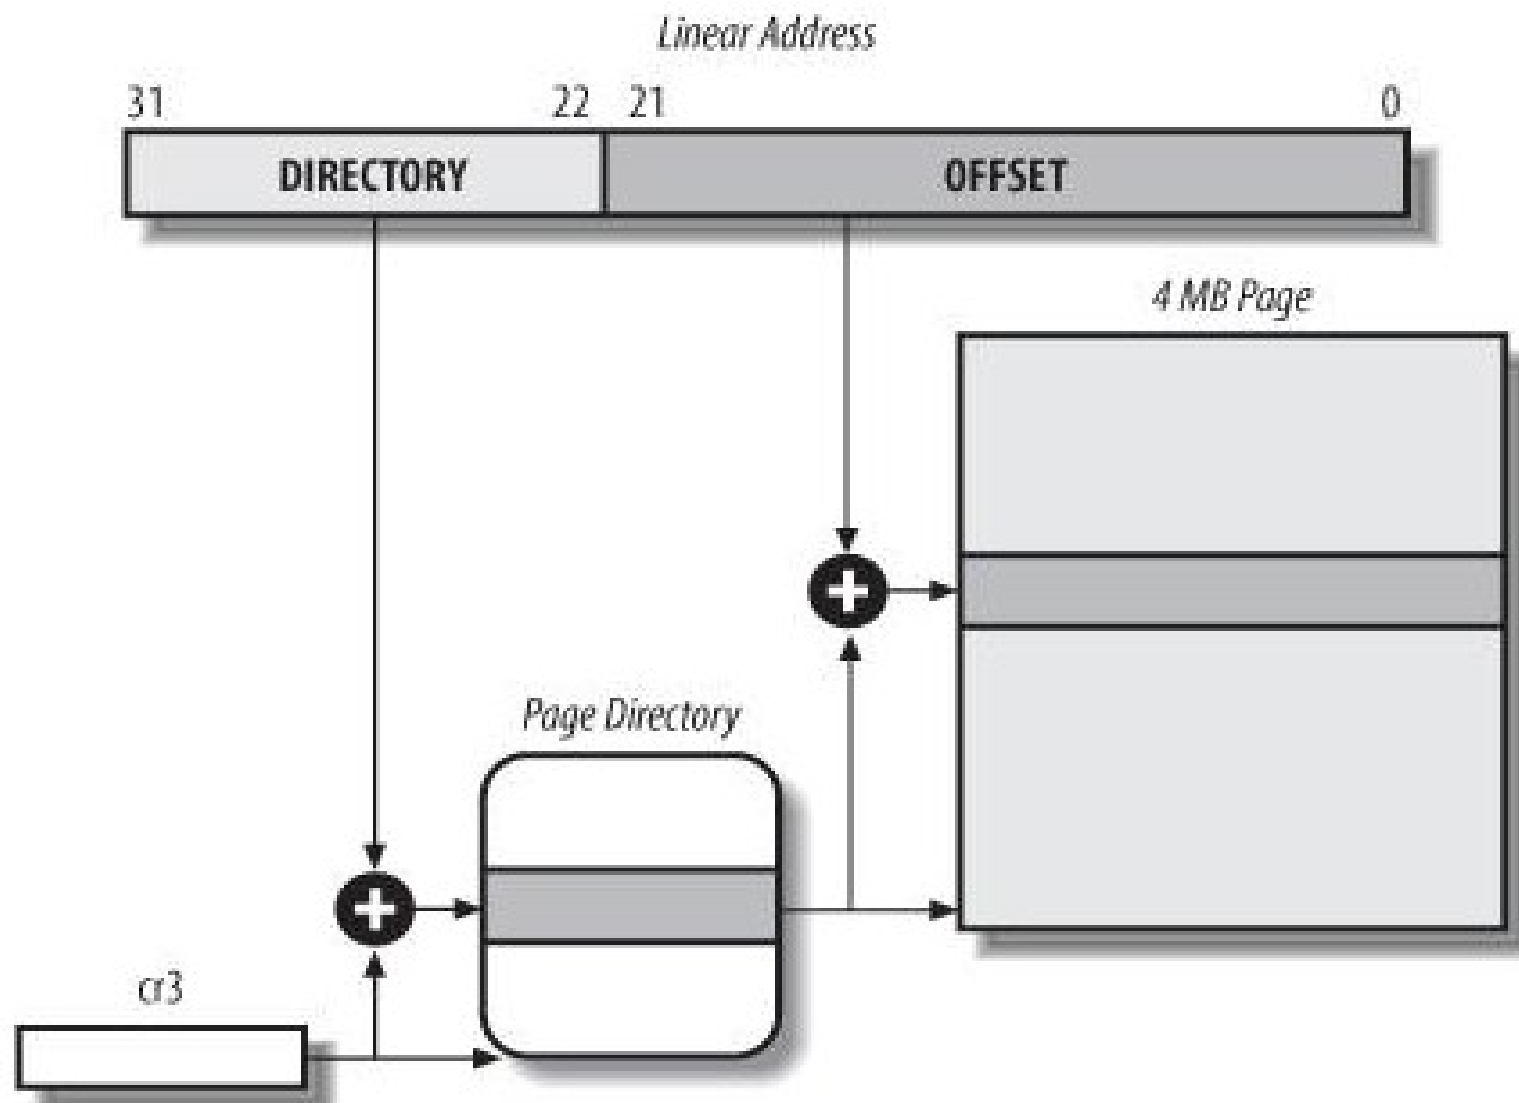 Linear Address
31 22 21 0
DIRECTORY OFFSET
4 MB Page
Page Directory
cr3